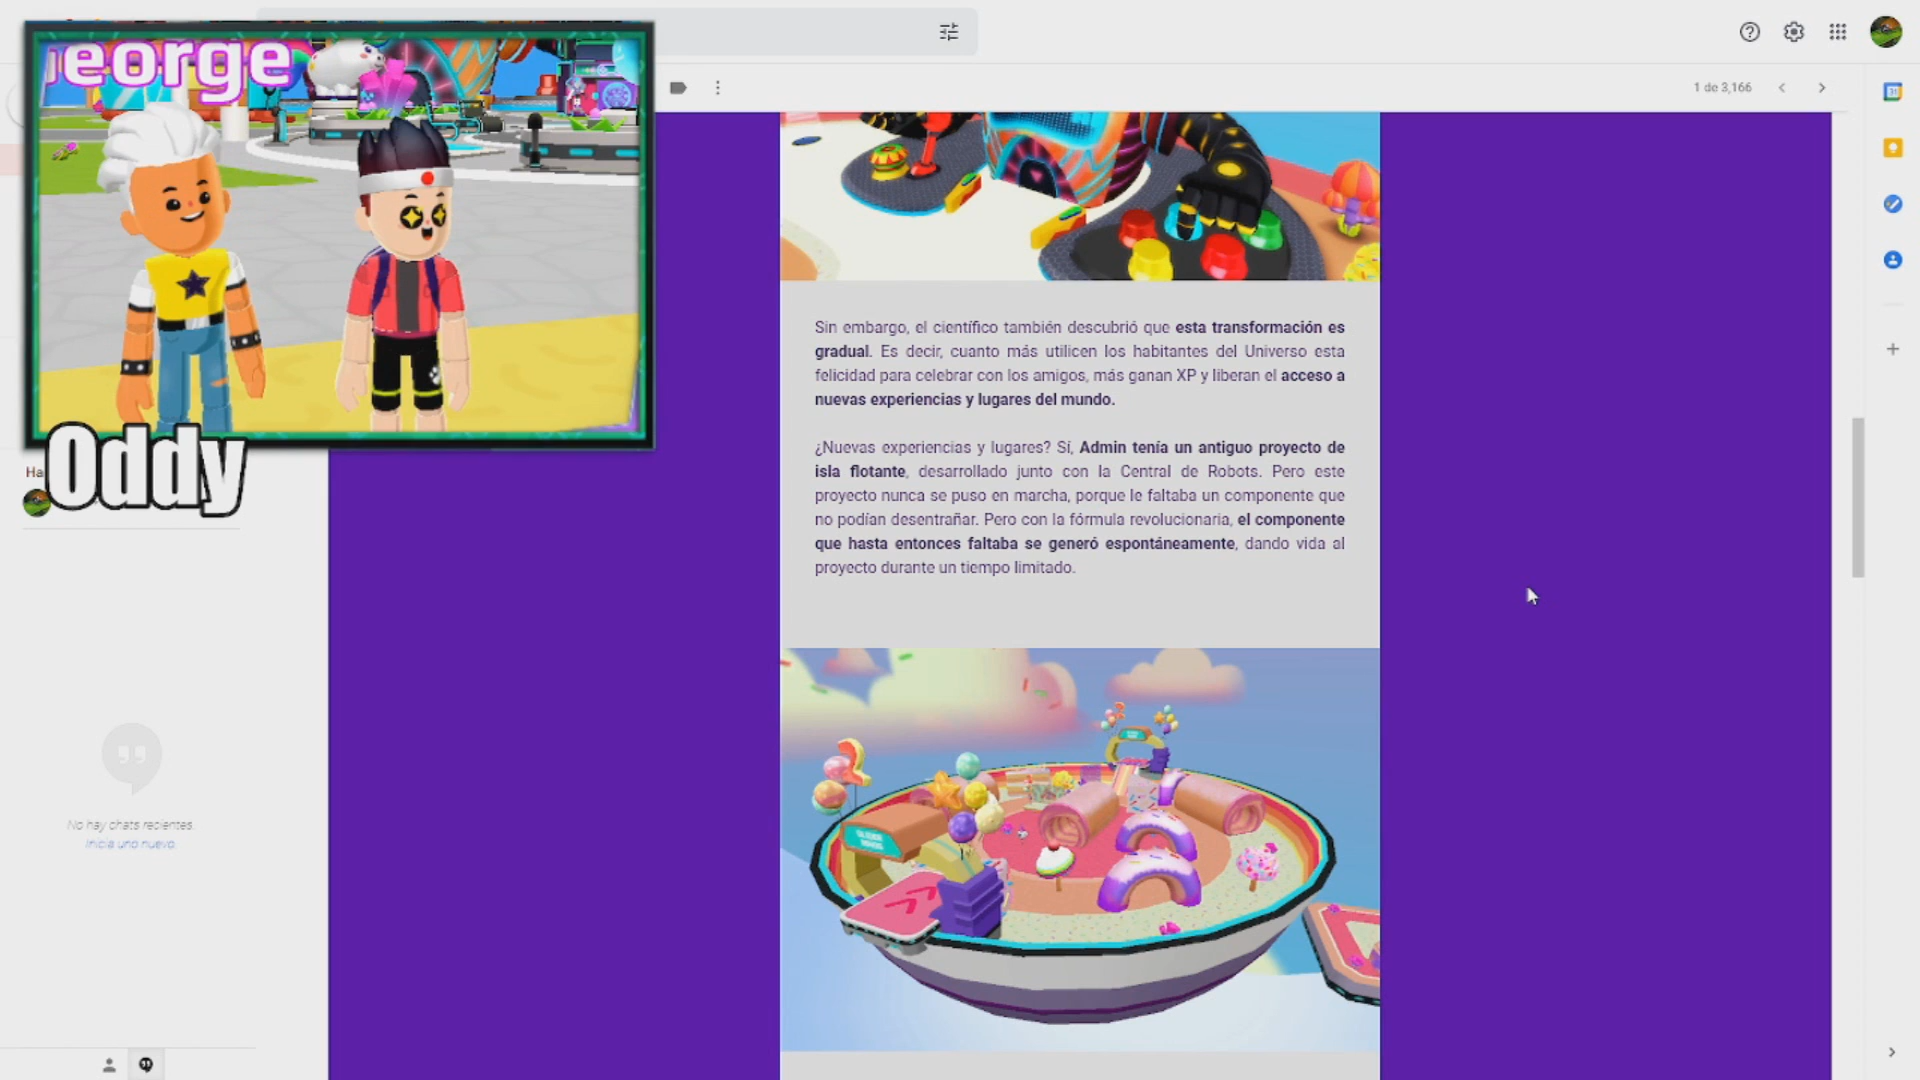 eorge
Oddy
Ha
1 de 3,166
31
Sin embargo, el científico también descubrió que esta transformación es
gradual. Es decir, cuanto más utilicen los habitantes del Universo esta
felicidad para celebrar con los amigos, más ganan XP y liberan el acceso a
nuevas experiencias y lugares del mundo.
¿Nuevas experiencias y lugares? Sí, Admin tenía un antiguo proyecto de
isla flotante, desarrollado junto con la Central de Robots. Pero este
proyecto nunca se puso en marcha, porque le faltaba un componente que
no podían desentrañar. Pero con la fórmula revolucionaria, el componente
que hasta entonces faltaba se generó espontáneamente, dando vida al
proyecto durante un tiempo limitado.
No hay chats recientes.
Inicia uno nuevo.